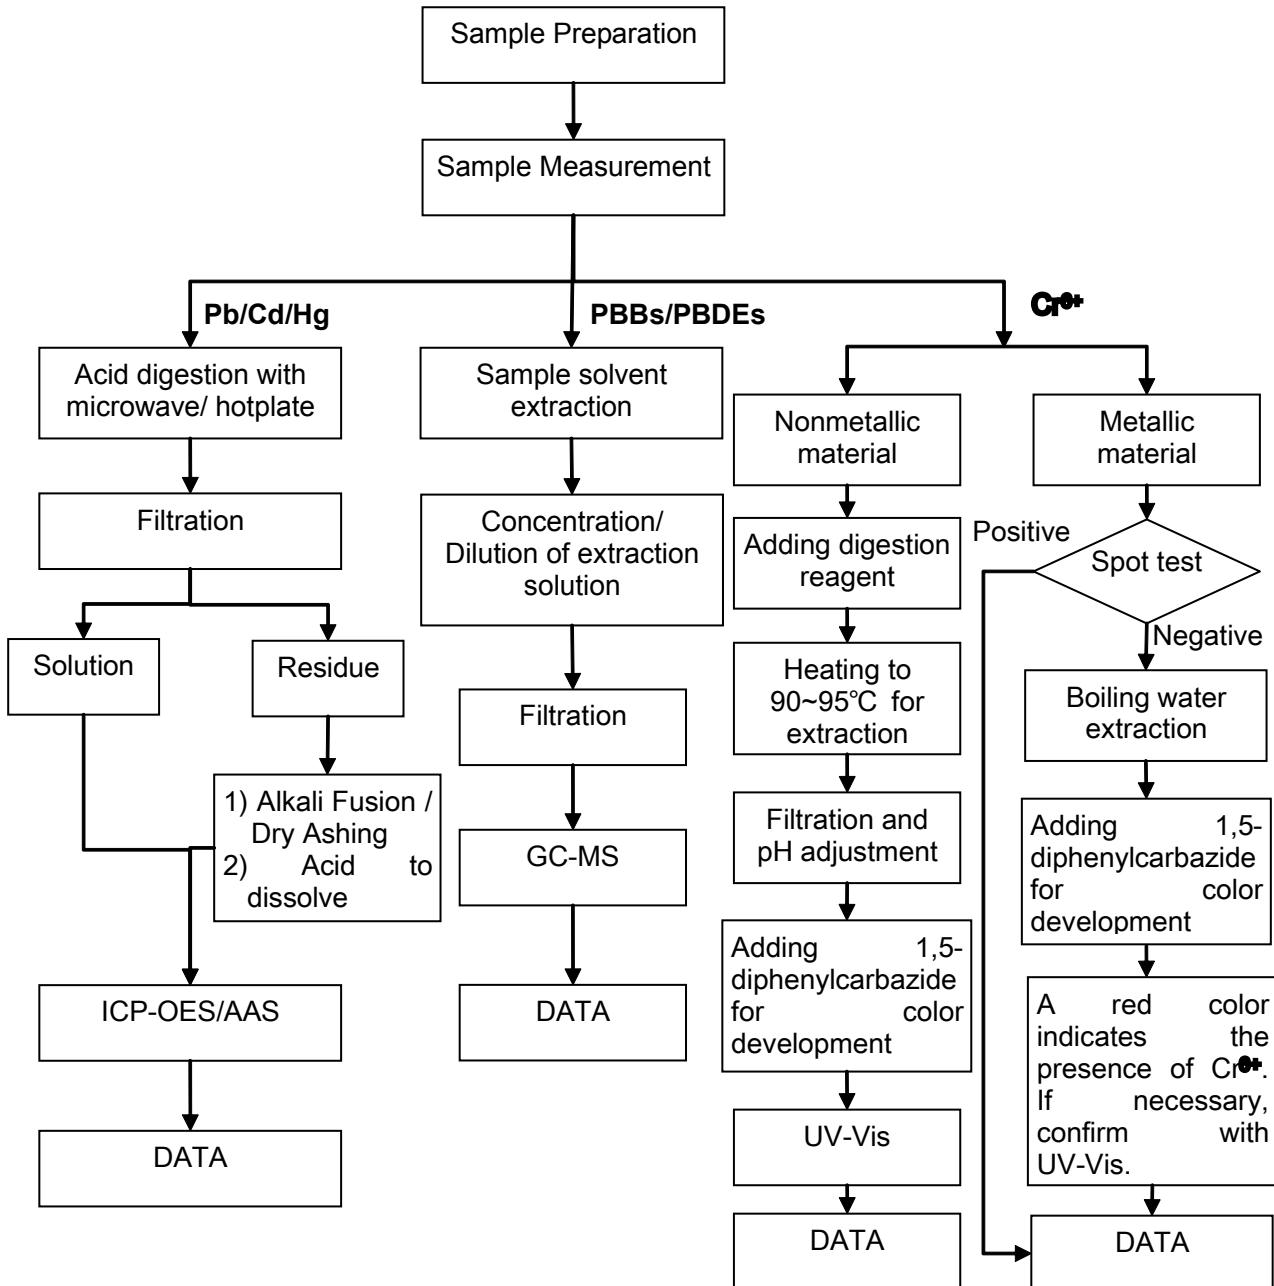 Sample Preparation
Sample Measurement
Pb/Cd/Hg
PBBs/PBDEs
Cr6+
Acid digestion with
microwave/ hotplate
Filtration
Solution
Residue
1) Alkali Fusion /
Dry Ashing
2) Acid to
dissolve
ICP-OES/AAS
DATA
Sample solvent
extraction
Concentration/
Dilution of extraction
solution
Filtration
GC-MS
DATA
Nonmetallic
material
Adding digestion
reagent
Heating to
90~95℃ for
extraction
Filtration and
pH adjustment
Adding 1,5-
diphenylcarbazide
for color
development
UV-Vis
DATA
Metallic
material
Positive
Spot test
Negative
Boiling water
extraction
Adding 1,5-
diphenylcarbazide
for color
development
A red color
indicates the
presence of Cr6+.
If necessary,
confirm with
UV-Vis.
DATA